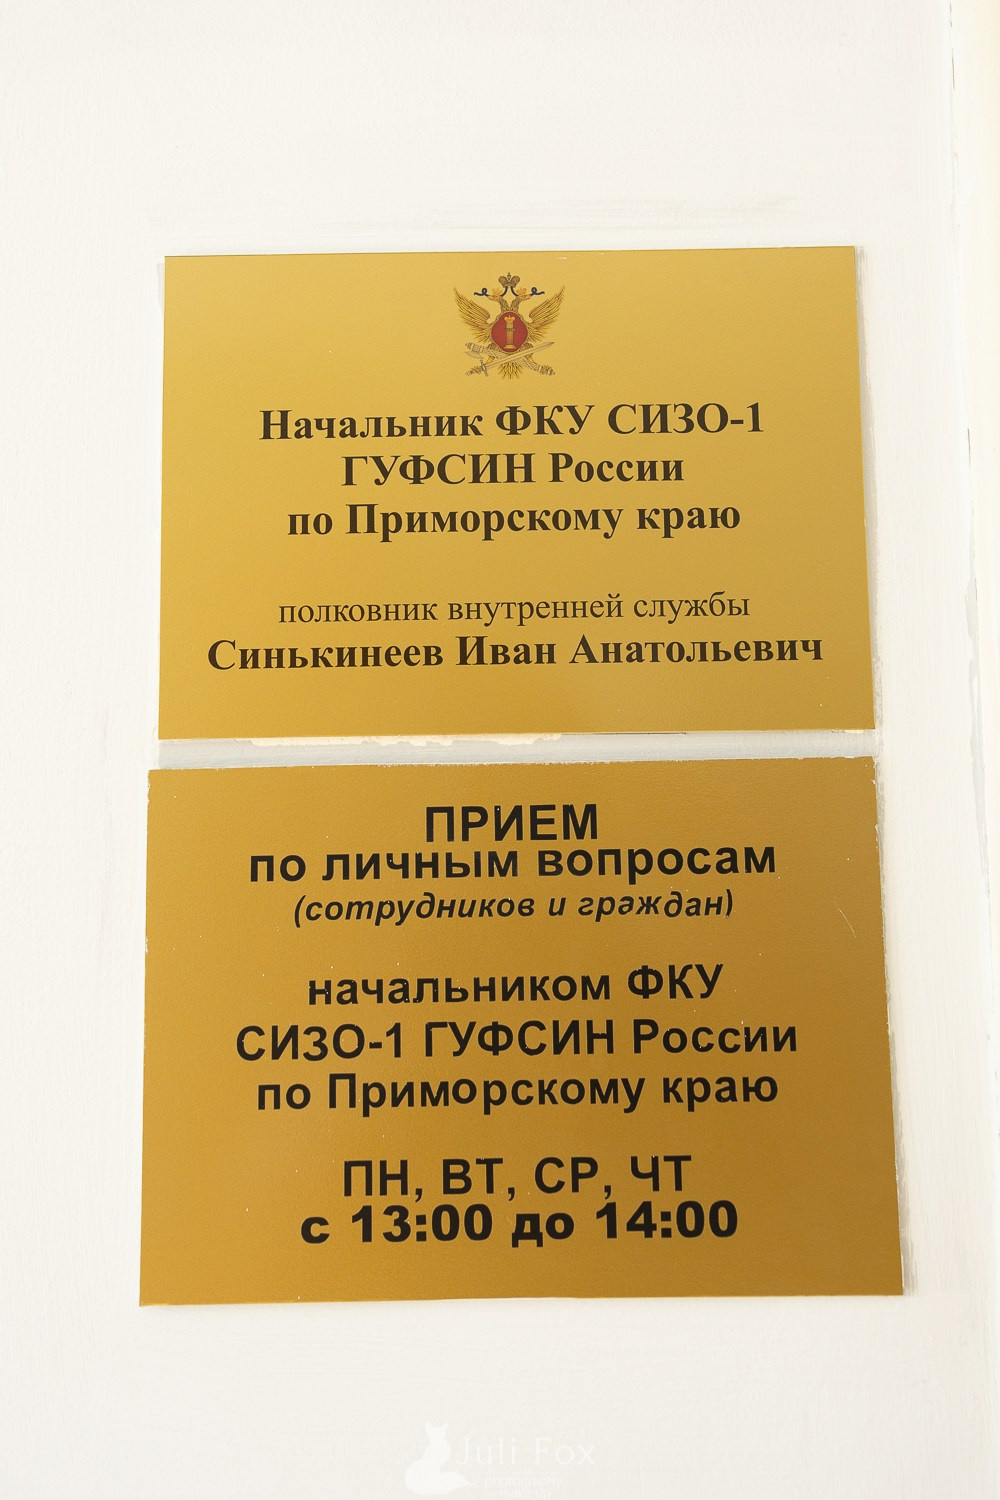 Начальник ФКУ СИЗО-1
ГУФСИН России
по Приморскому краю
полковник внутренней службы
Синькинеев Иван Анатольевич
ПРИЕМ
по личным вопросам
(сотрудников и граждан)
начальником ФКУ
СИЗО-1 ГУФСИН России
по Приморскому краю
ПН, ВТ, СР, ЧТ
с 13:00 до 14:00
Juli Fox
photography